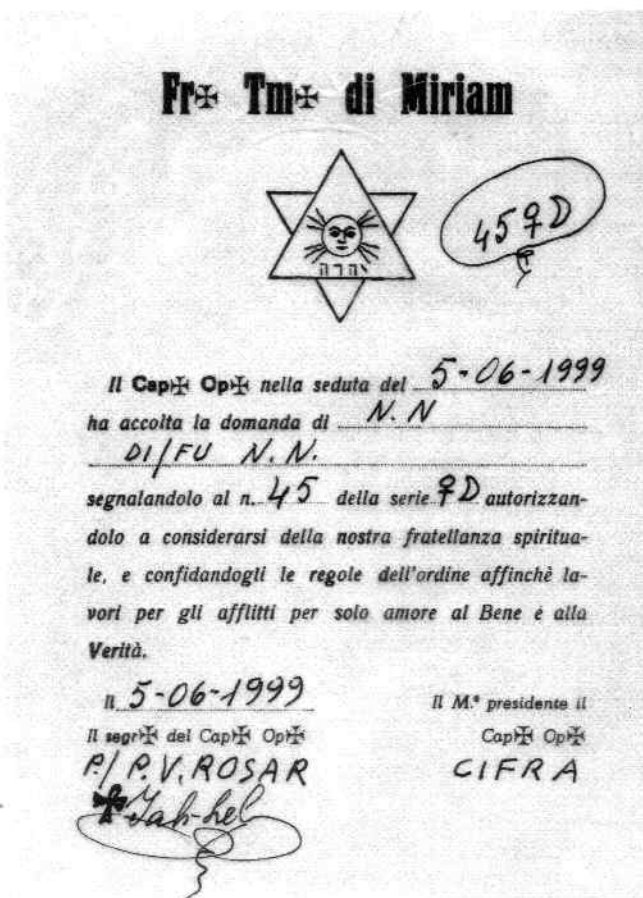 Fr✠ Tm✠ di Miriam
45 ♀ D
יהוה
Il Cap✠ Op✠ nella seduta del 5-06-1999
ha accolta la domanda di N. N
DI/FU N. N.
segnalandolo al n. 45 della serie ♀ D autorizzan-
dolo a considerarsi della nostra fratellanza spiritua-
le, e confidandogli le regole dell'ordine affinchè la-
vori per gli afflitti per solo amore al Bene e alla
Verità.
Il 5-06-1999
Il M.° presidente il
Il segr✠ del Cap✠ Op✠
Cap✠ Op✠
P./P. V. ROSAR
CIFRA
✠ Jah-hel